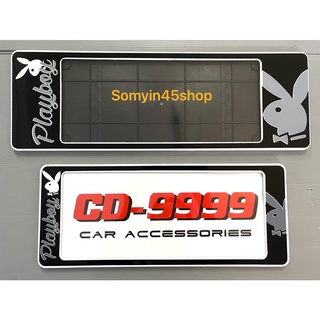 Playboy
Somyin45shop
Playboy
CD-9999
CAR ACCESSORIES